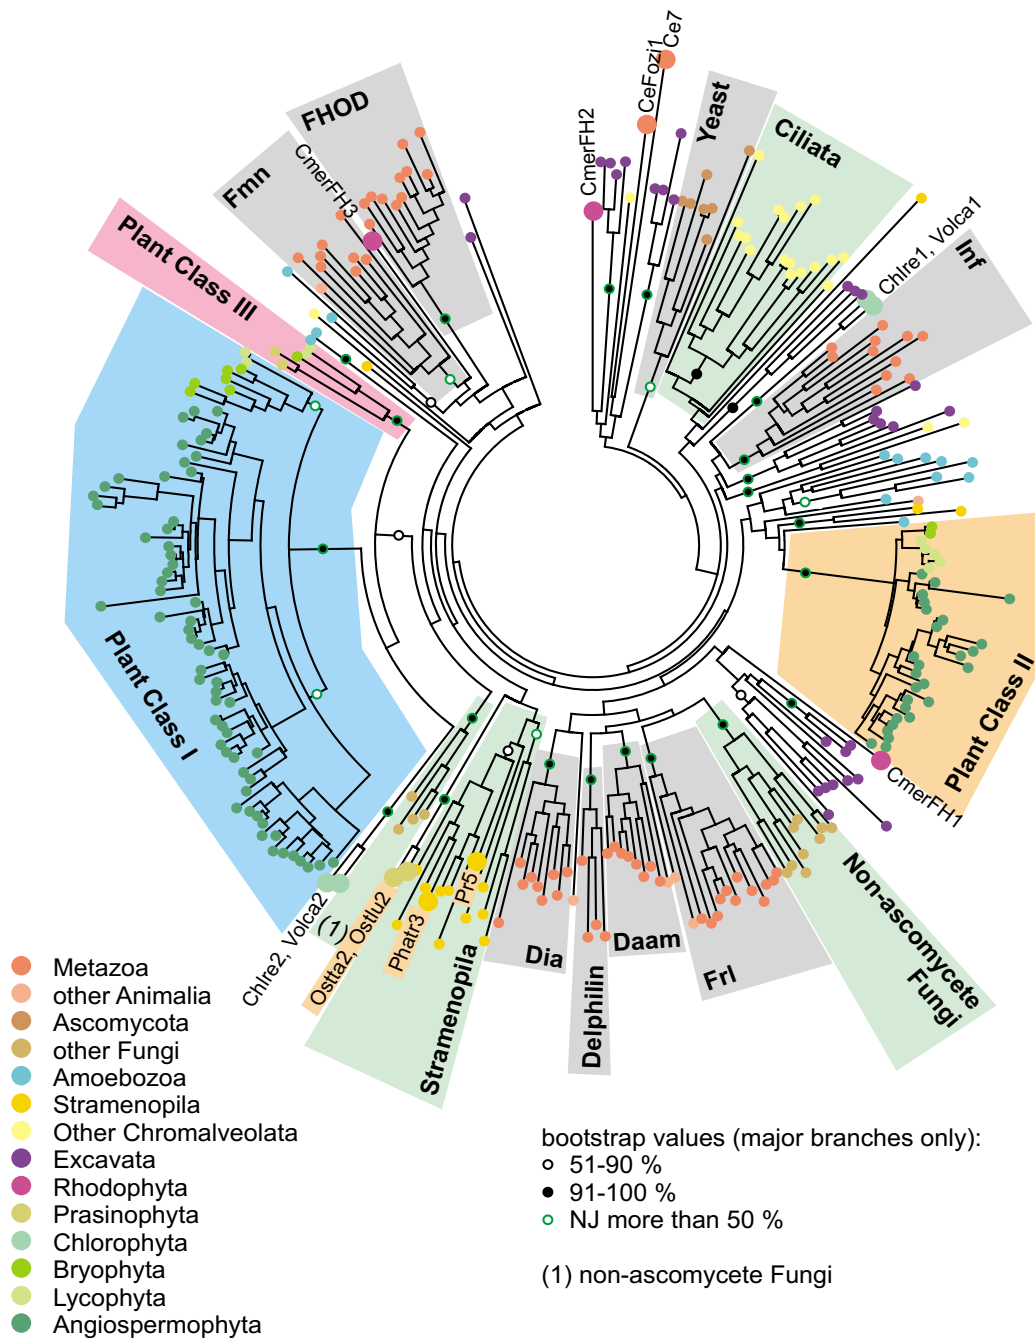 Ce7
CeFozi1
CmerFH2
Yeast
Ciliata
FHOD
CmerFH3
Fmn
Plant Class III
Chlre1, Volca1
Inf
Plant Class I
Plant Class II
CmerFH1
Non-ascomycete
Fungi
Frl
Daam
Delphilin
Dia
Stramenopila
Pr5
Phatr3
Ostta2, Ostlu2
(1)
Chlre2, Volca2
Metazoa
other Animalia
Ascomycota
other Fungi
Amoebozoa
Stramenopila
Other Chromalveolata
Excavata
Rhodophyta
Prasinophyta
Chlorophyta
Bryophyta
Lycophyta
Angiospermophyta
bootstrap values (major branches only):
51-90 %
91-100 %
NJ more than 50 %
(1) non-ascomycete Fungi